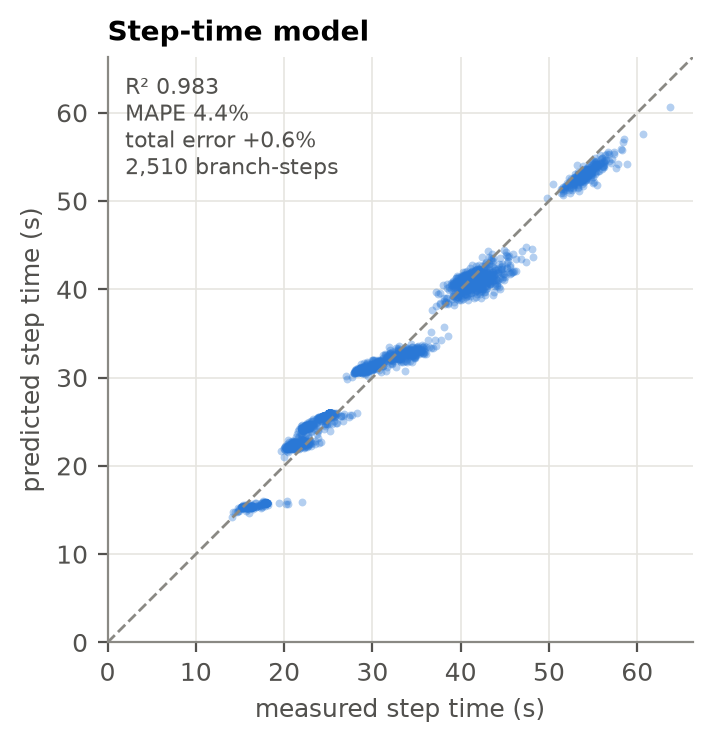 Step-time model
R² 0.983
MAPE 4.4%
total error +0.6%
2,510 branch-steps
predicted step time (s)
60
50
40
30
20
10
0
0 10 20 30 40 50 60
measured step time (s)